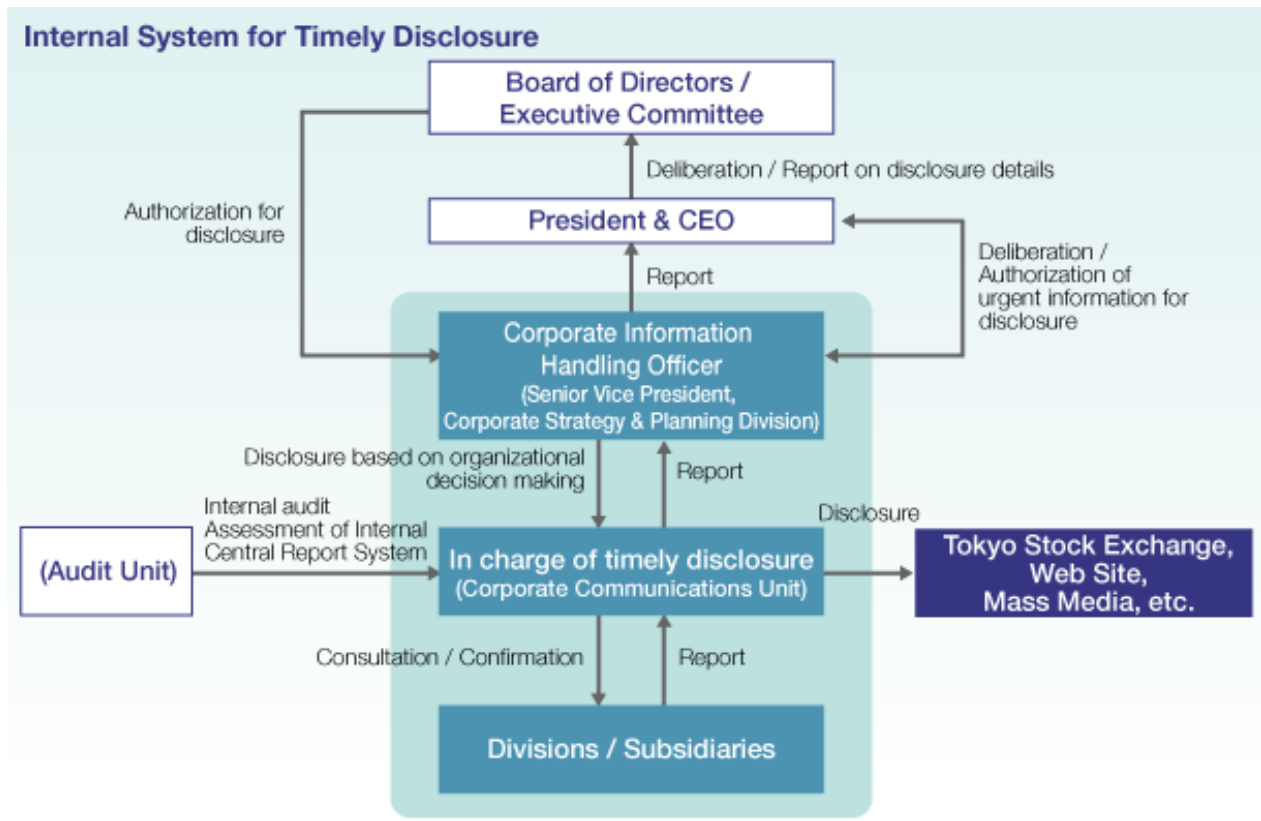 Internal System for Timely Disclosure
Board of Directors /
Executive Committee
Deliberation / Report on disclosure details
Authorization for
disclosure
President & CEO
Report
Deliberation /
Authorization of
urgent information for
disclosure
Corporate Information
Handling Officer
(Senior Vice President,
Corporate Strategy & Planning Division)
Disclosure based on organizational
decision making
Report
Internal audit
Assessment of Internal
Central Report System
Disclosure
(Audit Unit)
In charge of timely disclosure
(Corporate Communications Unit)
Tokyo Stock Exchange,
Web Site,
Mass Media, etc.
Consultation / Confirmation
Report
Divisions / Subsidiaries